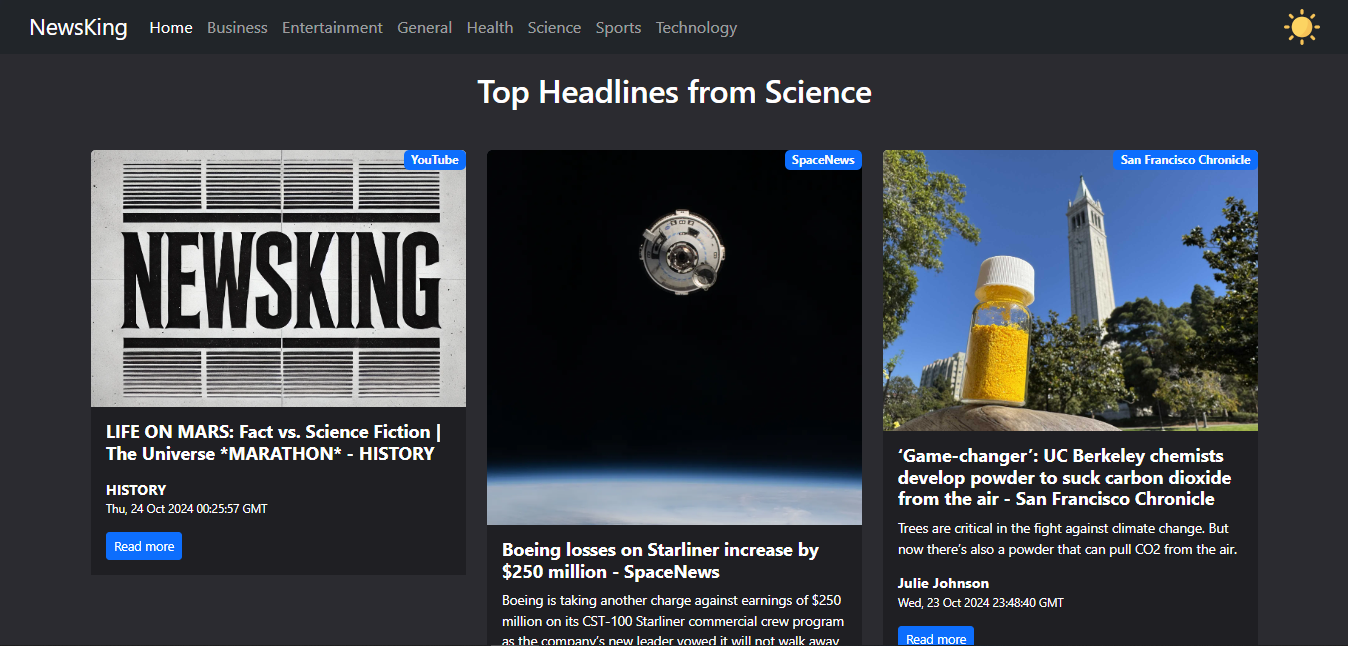 NewsKing Home Business Entertainment General Health Science Sports Technology
Top Headlines from Science
YouTube
NEWSKING
LIFE ON MARS: Fact vs. Science Fiction |
The Universe *MARATHON* - HISTORY
HISTORY
Thu, 24 Oct 2024 00:25:57 GMT
Read more
SpaceNews
Boeing losses on Starliner increase by
$250 million - SpaceNews
Boeing is taking another charge against earnings of $250
million on its CST-100 Starliner commercial crew program
as the company’s new leader vowed it will not walk away
San Francisco Chronicle
‘Game-changer’: UC Berkeley chemists
develop powder to suck carbon dioxide
from the air - San Francisco Chronicle
Trees are critical in the fight against climate change. But
now there’s also a powder that can pull CO2 from the air.
Julie Johnson
Wed, 23 Oct 2024 23:48:40 GMT
Read more